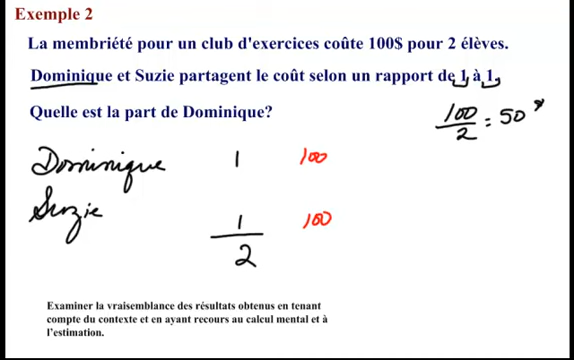 Exemple 2
La membriété pour un club d'exercices coûte 100$ pour 2 élèves.
Dominique et Suzie partagent le coût selon un rapport de 1 à 1.
Quelle est la part de Dominique?
100/2 = 50
Dominique 1 100
Suzie 1 100
2
Examiner la vraisemblance des résultats obtenus en tenant
compte du contexte et en ayant recours au calcul mental et à
l'estimation.